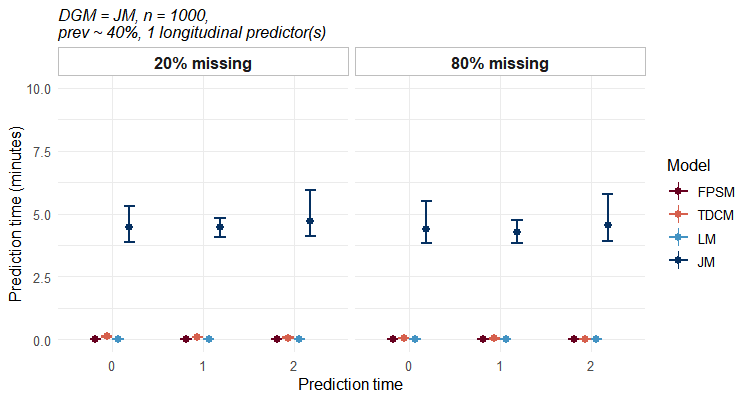 DGM = JM, n = 1000,
prev ~ 40%, 1 longitudinal predictor(s)
20% missing
80% missing
Prediction time (minutes)
10.0
7.5
5.0
2.5
0.0
0 1 2
0 1 2
Prediction time
Model
FPSM
TDCM
LM
JM